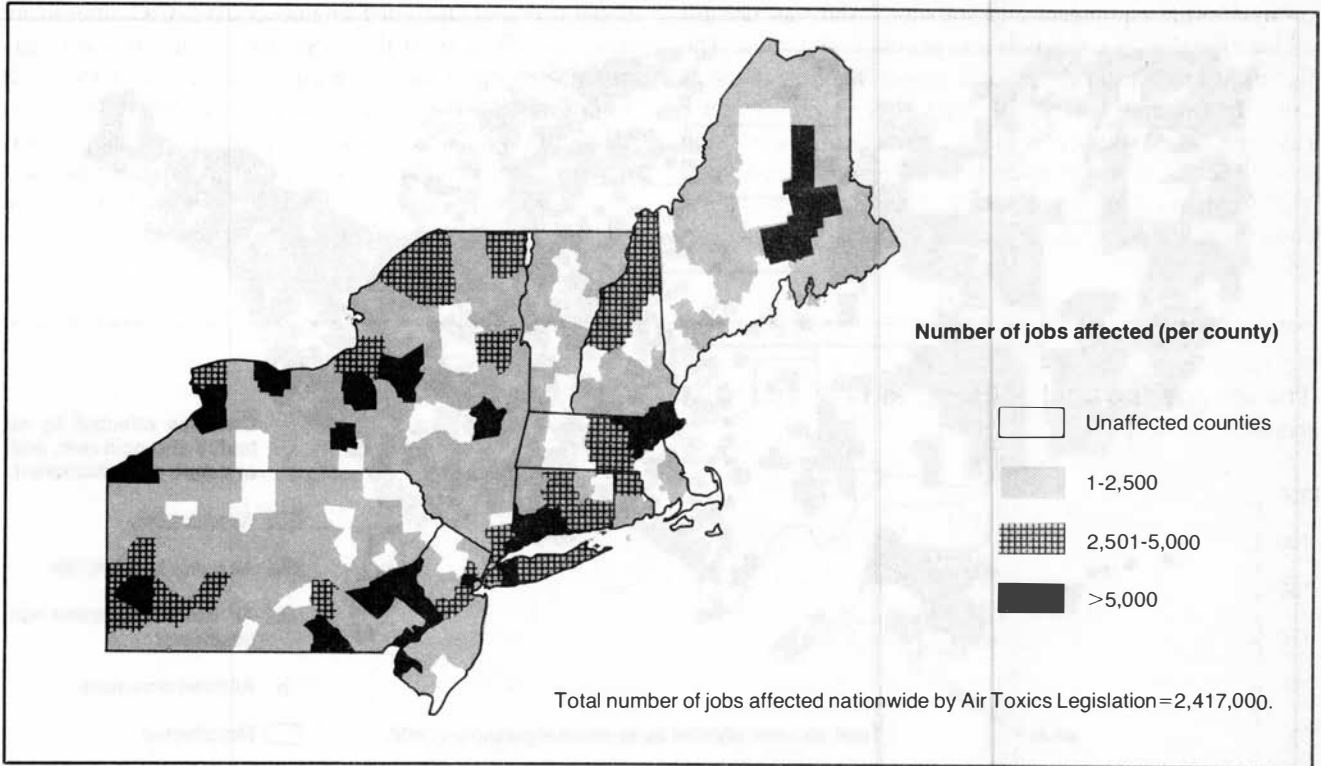 Number of jobs affected (per county)
Unaffected counties
1-2,500
2,501-5,000
>5,000
Total number of jobs affected nationwide by Air Toxics Legislation=2,417,000.